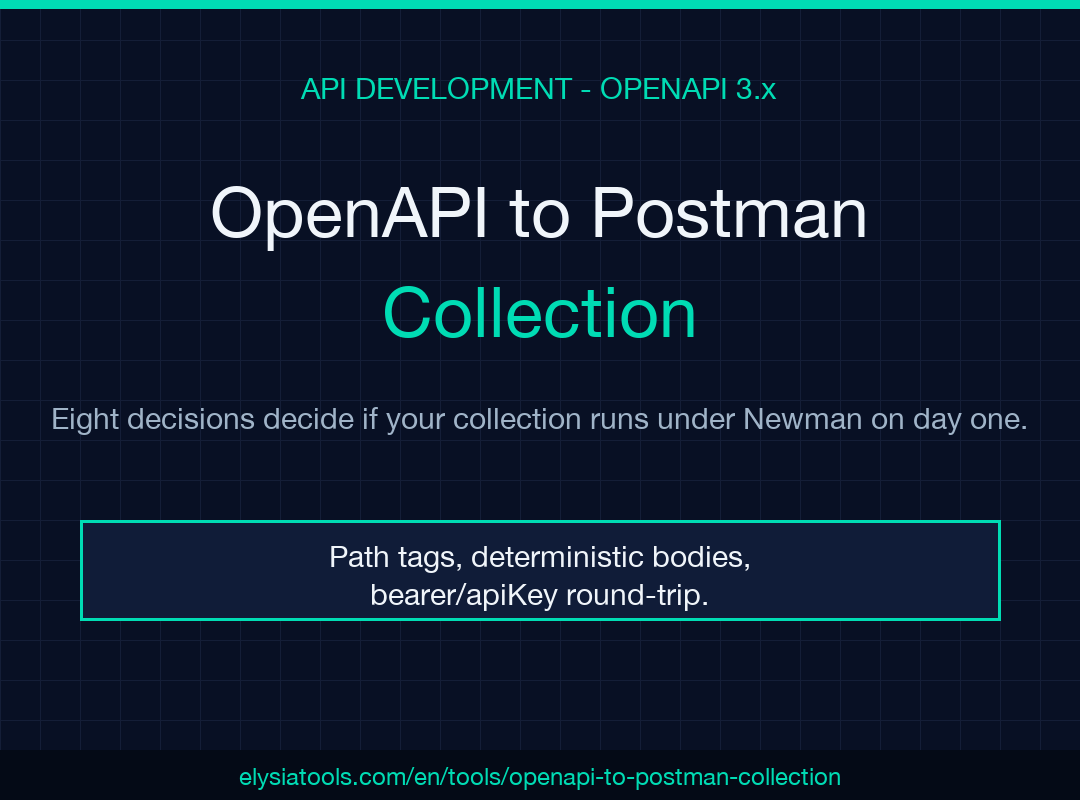 API DEVELOPMENT - OPENAPI 3.x
OpenAPI to Postman
Collection
Eight decisions decide if your collection runs under Newman on day one.
Path tags, deterministic bodies,
bearer/apiKey round-trip.
elysiatools.com/en/tools/openapi-to-postman-collection